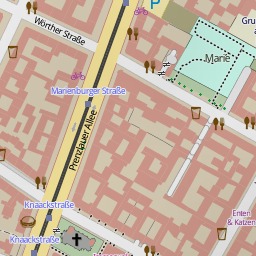 P
Wörther Straße
Gru
Marie
Marienburger Straße
Prenzlauer Allee
Enten
& Katzen
Knaackstraße
Knaackstraße